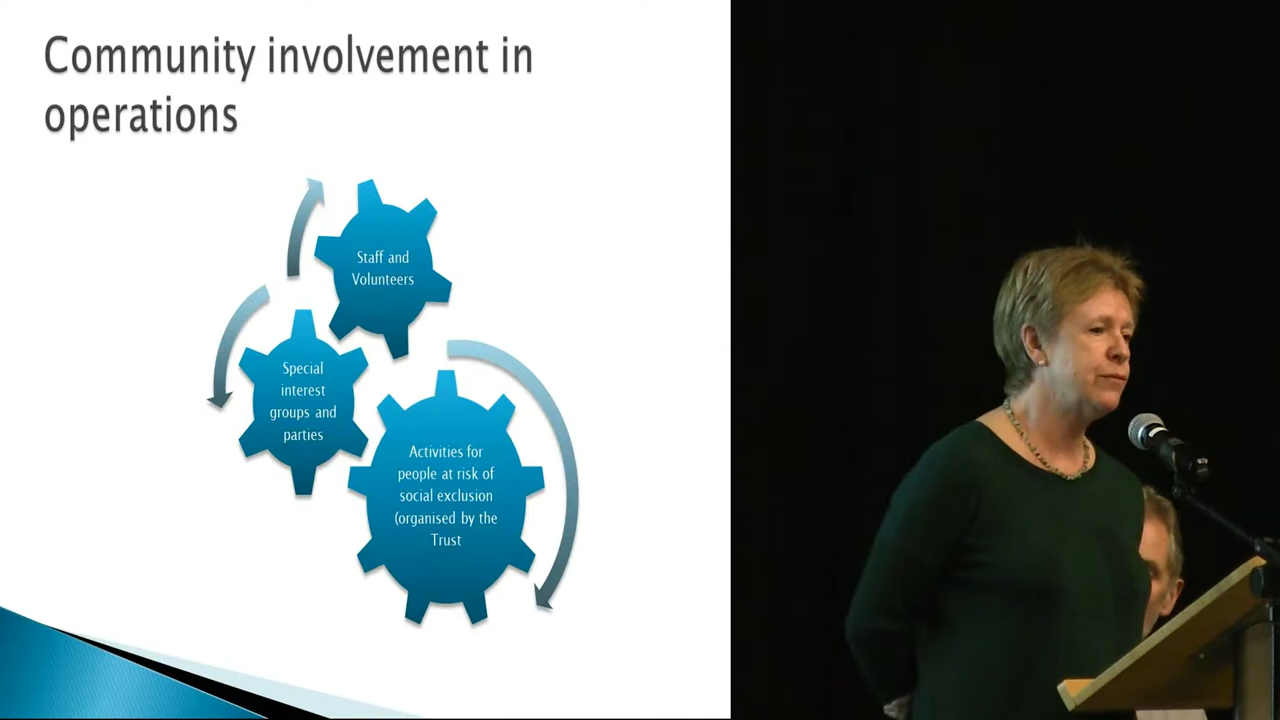 Community involvement in
operations
Staff and
Volunteers
Special
interest
groups and
parties
Activities for
people at risk of
social exclusion
(organised by the
Trust